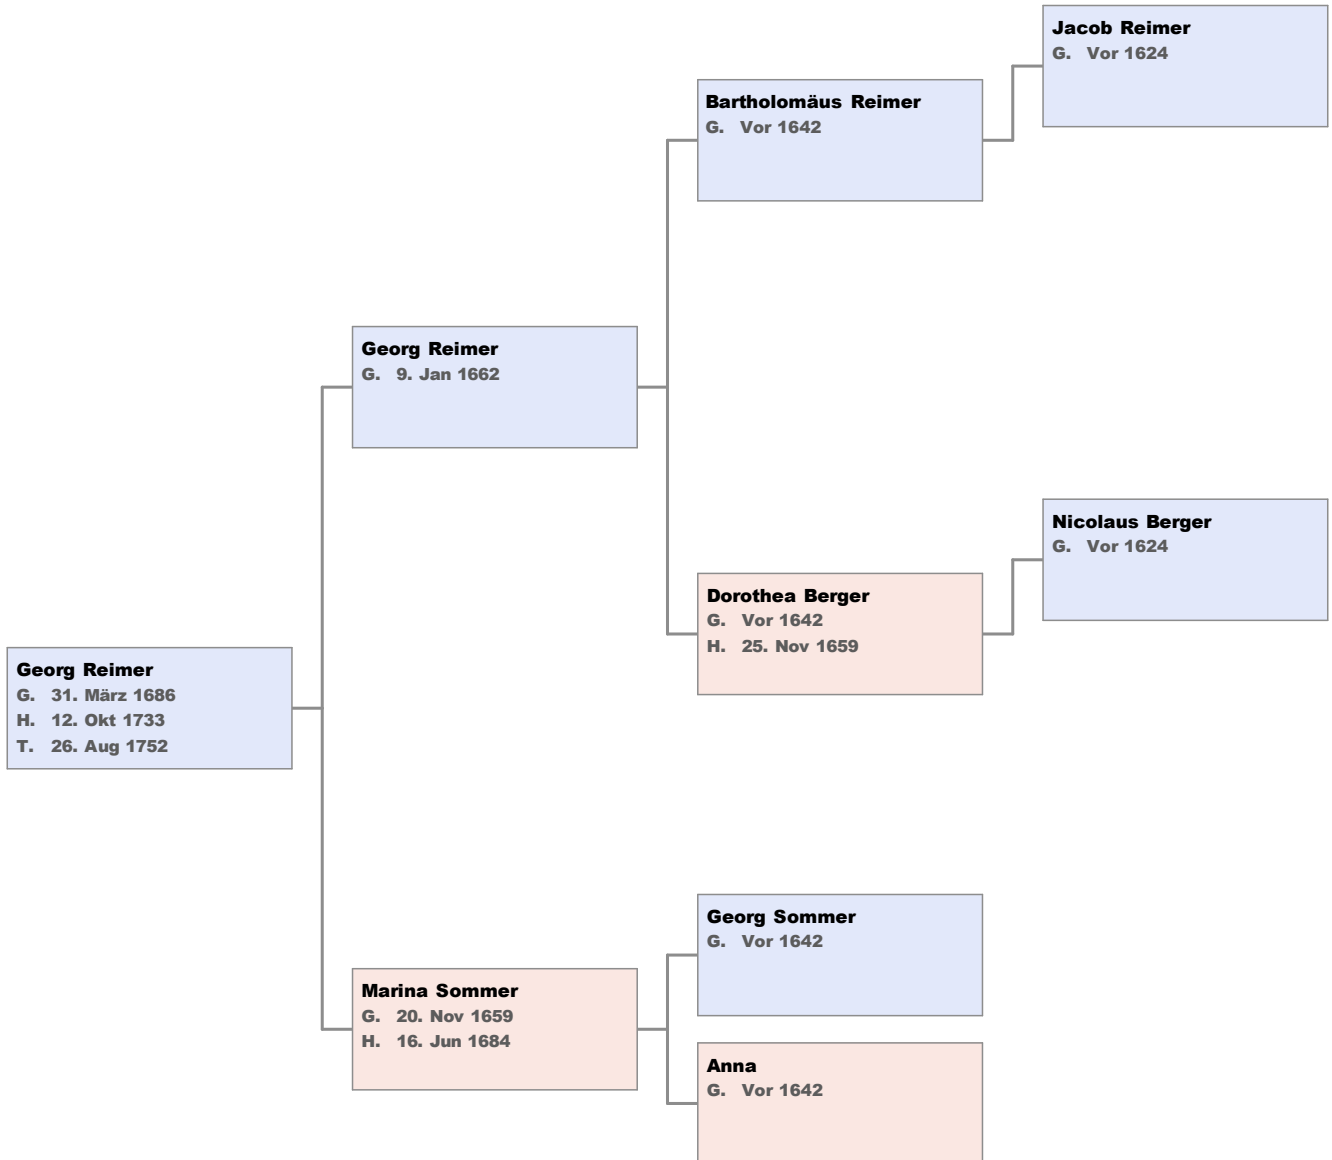 Jacob Reimer
G. Vor 1624
Bartholomäus Reimer
G. Vor 1642
Georg Reimer
G. 9. Jan 1662
Nicolaus Berger
G. Vor 1624
Dorothea Berger
G. Vor 1642
H. 25. Nov 1659
Georg Reimer
G. 31. März 1686
H. 12. Okt 1733
T. 26. Aug 1752
Georg Sommer
G. Vor 1642
Marina Sommer
G. 20. Nov 1659
H. 16. Jun 1684
Anna
G. Vor 1642